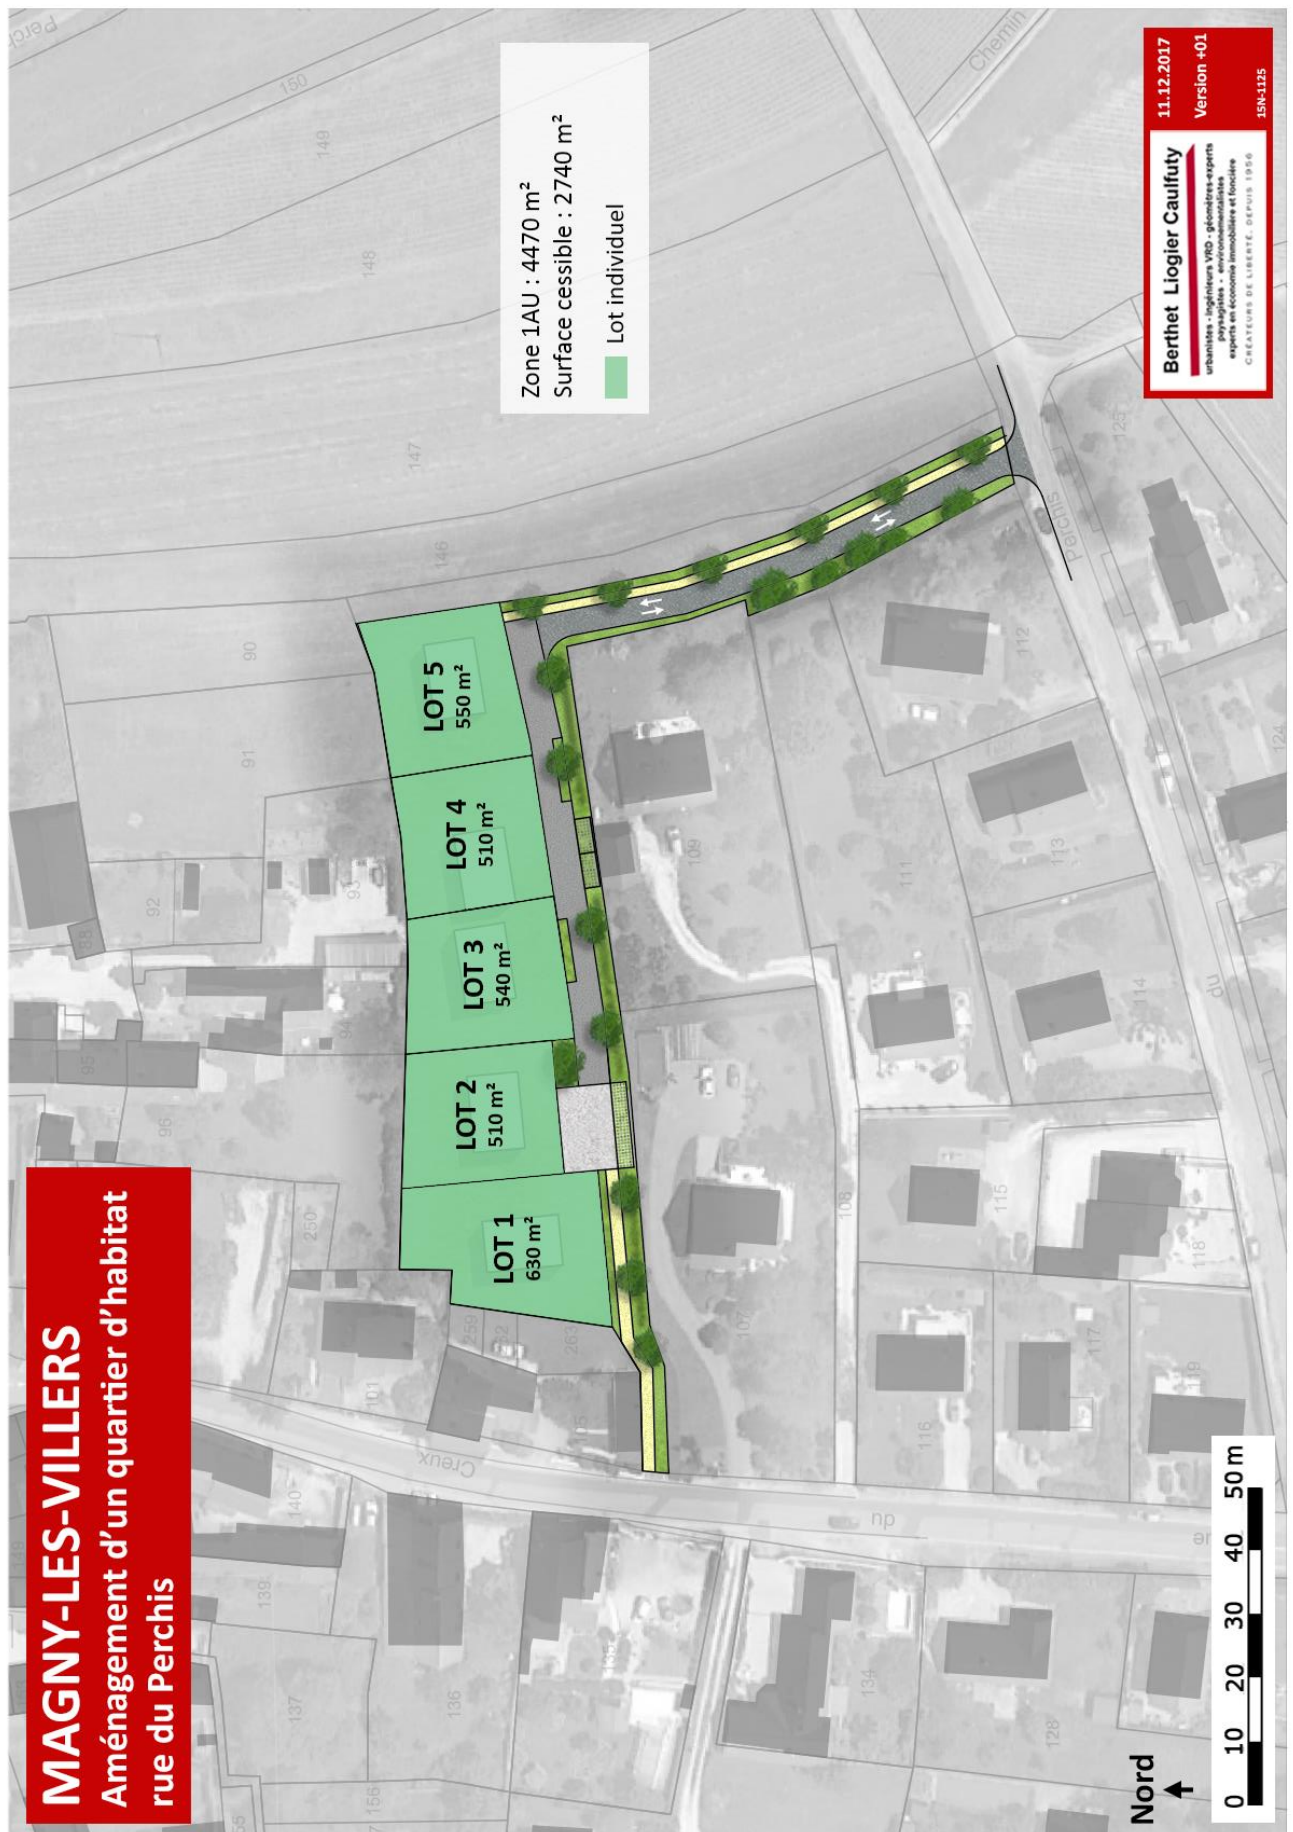 MAGNY-LES-VILLERS
Aménagement d'un quartier d'habitat
rue du Perchis
Zone 1AU : 4470 m²
Surface cessible : 2740 m²
Lot individuel
LOT 1
630 m²
LOT 2
510 m²
LOT 3
540 m²
LOT 4
510 m²
LOT 5
550 m²
Nord
0 10 20 30 40 50 m
Berthet Liogier Caulfuty
urbanistes - ingénieurs VRD - géomètres-experts
paysagistes - environnementalistes
experts en économie immobilière et foncière
CRÉATEURS DE LIBERTÉ, DEPUIS 1956
11.12.2017
Version +01
15N-1125
Chemin
Perchis
du
Creux
du
150
149
148
147
146
90
91
92
93
88
94
95
96
250
101
259
263
107
108
109
111
112
113
114
115
116
117
118
119
124
125
128
134
136
137
139
140
156